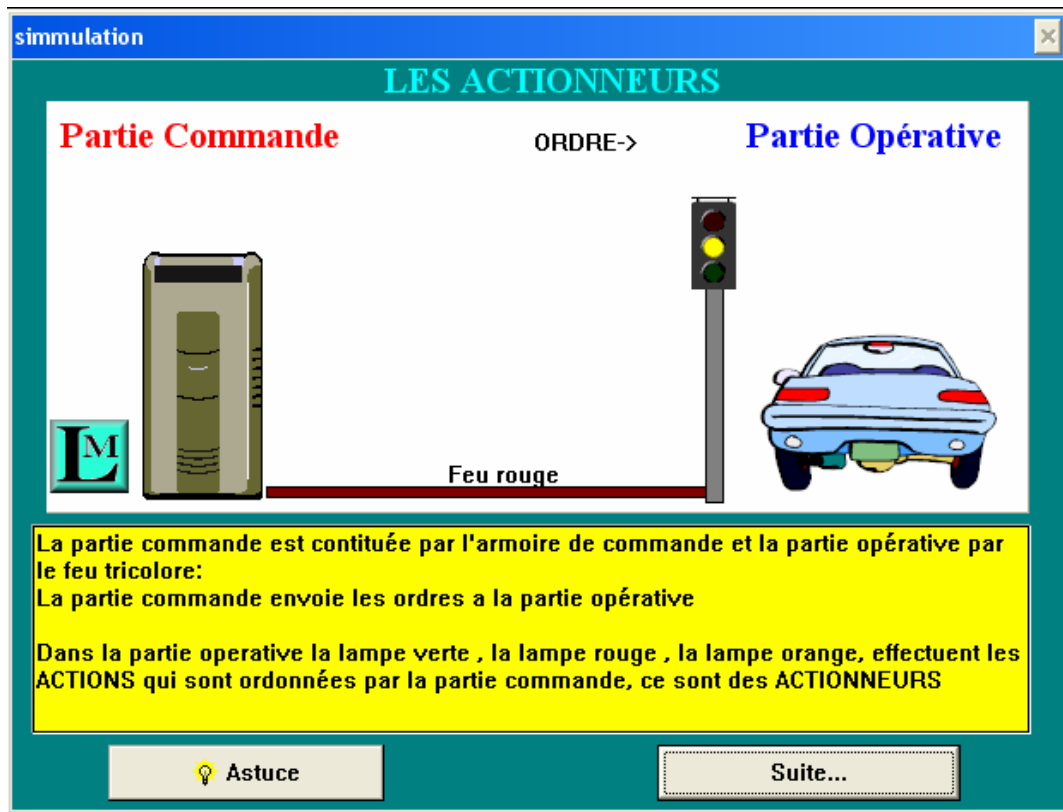 simmulation
LES ACTIONNEURS
Partie Commande
ORDRE->
Partie Opérative
LM
Feu rouge
La partie commande est contituée par l'armoire de commande et la partie opérative par
le feu tricolore:
La partie commande envoie les ordres a la partie opérative
Dans la partie operative la lampe verte , la lampe rouge , la lampe orange, effectuent les
ACTIONS qui sont ordonnées par la partie commande, ce sont des ACTIONNEURS
Astuce
Suite...